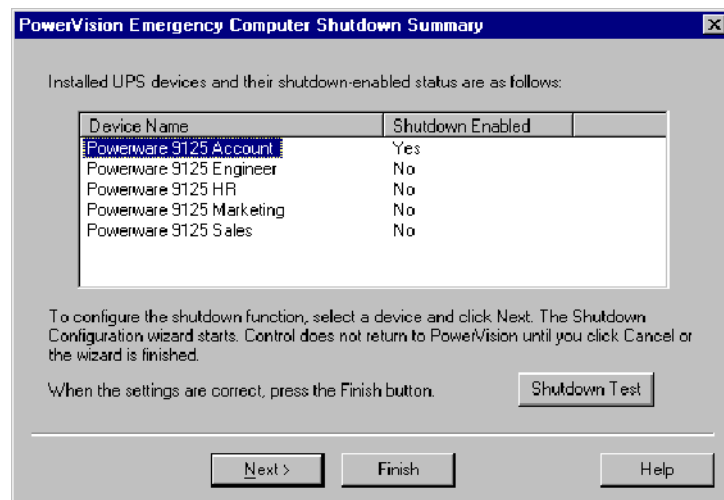 PowerVision Emergency Computer Shutdown Summary
Installed UPS devices and their shutdown-enabled status are as follows:
Device Name Shutdown Enabled
Powerware 9125 Account Yes
Powerware 9125 Engineer No
Powerware 9125 HR No
Powerware 9125 Marketing No
Powerware 9125 Sales No
To configure the shutdown function, select a device and click Next. The Shutdown
Configuration wizard starts. Control does not return to PowerVision until you click Cancel or
the wizard is finished.
When the settings are correct, press the Finish button. Shutdown Test
Next > Finish Help